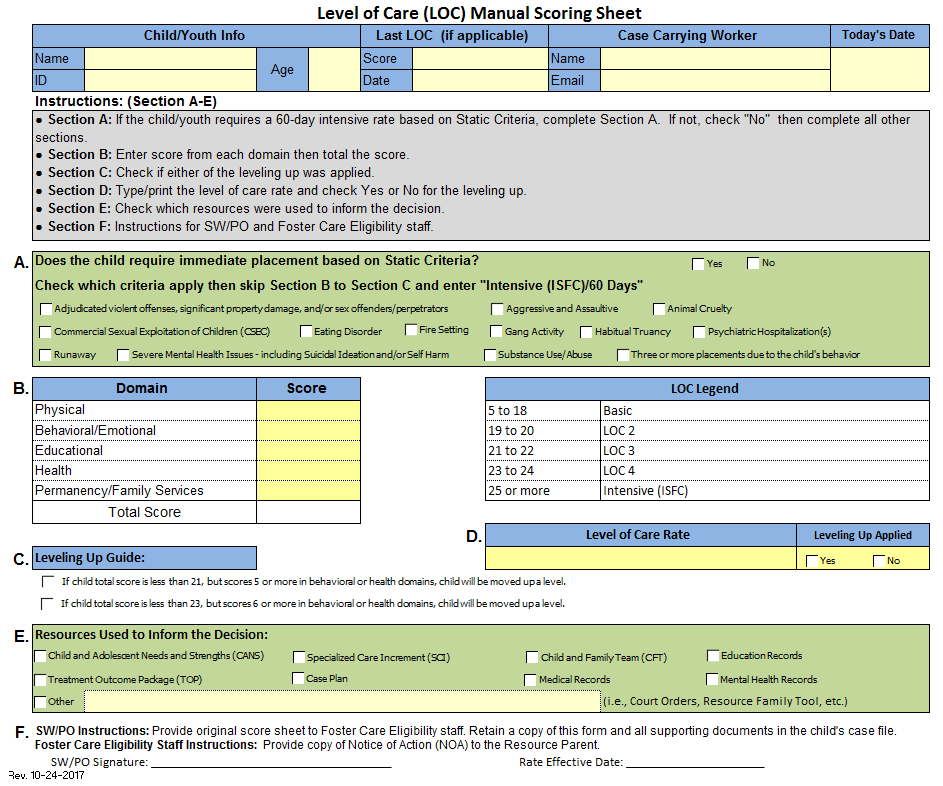 Level of Care (LOC) Manual Scoring Sheet
Child/Youth Info Last LOC (if applicable) Case Carrying Worker Today's Date
Name Age Score Name
ID Date Email
Instructions: (Section A-E)
● Section A: If the child/youth requires a 60-day intensive rate based on Static Criteria, complete Section A. If not, check "No" then complete all other
sections.
● Section B: Enter score from each domain then total the score.
● Section C: Check if either of the leveling up was applied.
● Section D: Type/print the level of care rate and check Yes or No for the leveling up.
● Section E: Check which resources were used to inform the decision.
● Section F: Instructions for SW/PO and Foster Care Eligibility staff.
A. Does the child require immediate placement based on Static Criteria? Yes No
Check which criteria apply then skip Section B to Section C and enter "Intensive (ISFC)/60 Days"
Adjudicated violent offenses, significant property damage, and/or sex offenders/perpetrators Aggressive and Assaultive Animal Cruelty
Commercial Sexual Exploitation of Children (CSEC) Eating Disorder Fire Setting Gang Activity Habitual Truancy Psychiatric Hospitalization(s)
Runaway Severe Mental Health Issues - including Suicidal Ideation and/or Self Harm Substance Use/Abuse Three or more placements due to the child's behavior
B. Domain Score LOC Legend
Physical 5 to 18 Basic
Behavioral/Emotional 19 to 20 LOC 2
Educational 21 to 22 LOC 3
Health 23 to 24 LOC 4
Permanency/Family Services 25 or more Intensive (ISFC)
Total Score
D. Level of Care Rate Leveling Up Applied
C. Leveling Up Guide: Yes No
If child total score is less than 21, but scores 5 or more in behavioral or health domains, child will be moved up a level.
If child total score is less than 23, but scores 6 or more in behavioral or health domains, child will be moved up a level.
E. Resources Used to Inform the Decision:
Child and Adolescent Needs and Strengths (CANS) Specialized Care Increment (SCI) Child and Family Team (CFT) Education Records
Treatment Outcome Package (TOP) Case Plan Medical Records Mental Health Records
Other (i.e., Court Orders, Resource Family Tool, etc.)
F. SW/PO Instructions: Provide original score sheet to Foster Care Eligibility staff. Retain a copy of this form and all supporting documents in the child's case file.
Foster Care Eligibility Staff Instructions: Provide copy of Notice of Action (NOA) to the Resource Parent.
SW/PO Signature: Rate Effective Date:
Rev. 10-24-2017